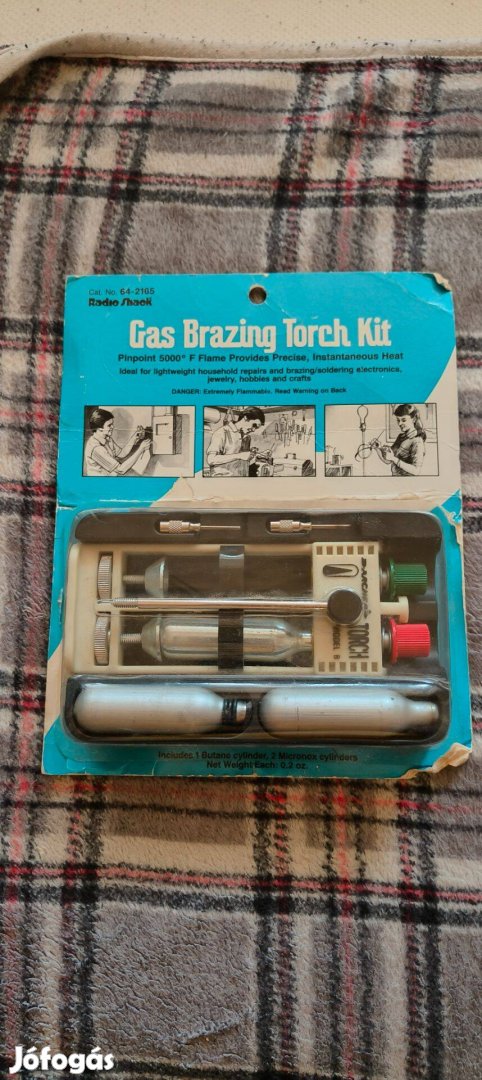 Cat. No. 64-2165
Radio Shack
Gas Brazing Torch Kit
Pinpoint 5000° F Flame Provides Precise, Instantaneous Heat
Ideal for lightweight household repairs and brazing/soldering electronics,
jewelry, hobbies and crafts
DANGER: Extremely Flammable, Read Warning on Back
TORCH
MODEL B
Includes 1 Butane cylinder, 2 Micronox cylinders
Net Weight Each: 0.2 oz.
Jófogás